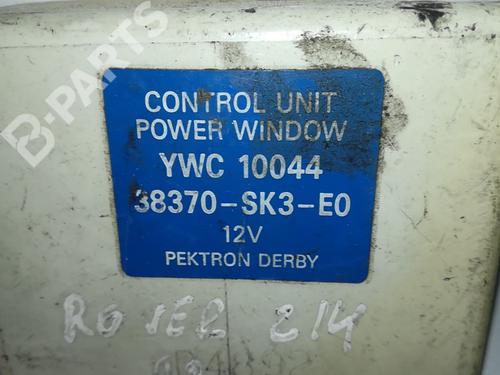 B-PARTS
CONTROL UNIT
POWER WINDOW
YWC 10044
38370-SK3-E0
12V
PEKTRON DERBY
ROVER 214